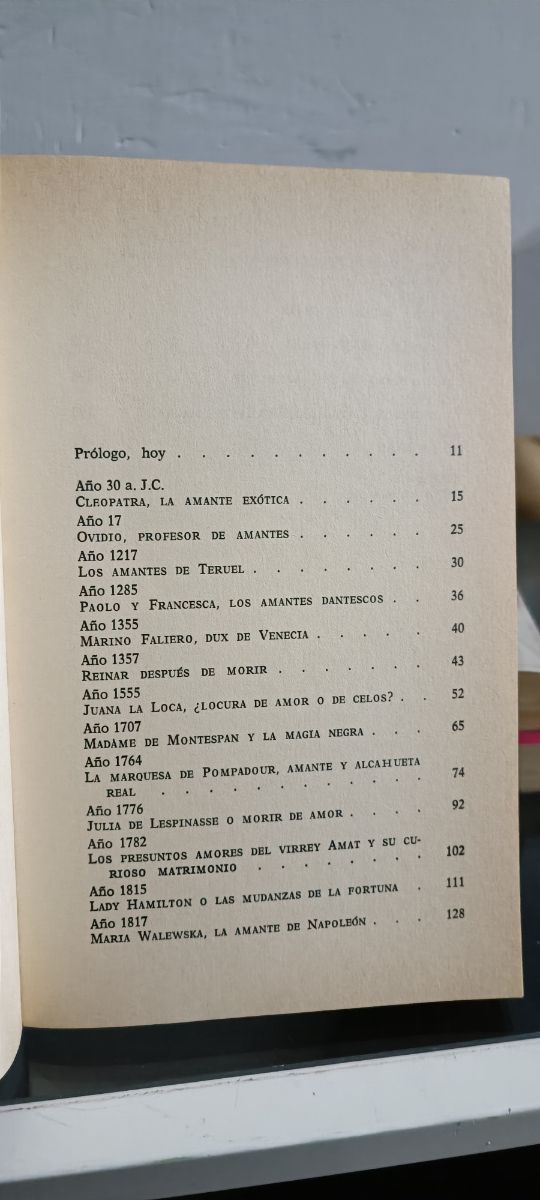 Prólogo, hoy . . . . . . . . . . 11
Año 30 a. J.C.
Cleopatra, la amante exótica . . . . . . 15
Año 17
Ovidio, profesor de amantes . . . . . . 25
Año 1217
Los amantes de Teruel . . . . . . . 30
Año 1285
Paolo y Francesca, los amantes dantescos . . 36
Año 1355
Marino Faliero, dux de Venecia . . . . . 40
Año 1357
Reinar después de morir . . . . . . . 43
Año 1555
Juana la Loca, ¿locura de amor o de celos? . . 52
Año 1707
Madame de Montespan y la magia negra . . . 65
Año 1764
La marquesa de Pompadour, amante y alcahueta
real . . . . . . . . . . . 74
Año 1776
Julia de Lespinasse o morir de amor . . . . 92
Año 1782
Los presuntos amores del virrey Amat y su cu-
rioso matrimonio . . . . . . . 102
Año 1815
Lady Hamilton o las mudanzas de la fortuna . 111
Año 1817
Maria Walewska, la amante de Napoleón . . . 128